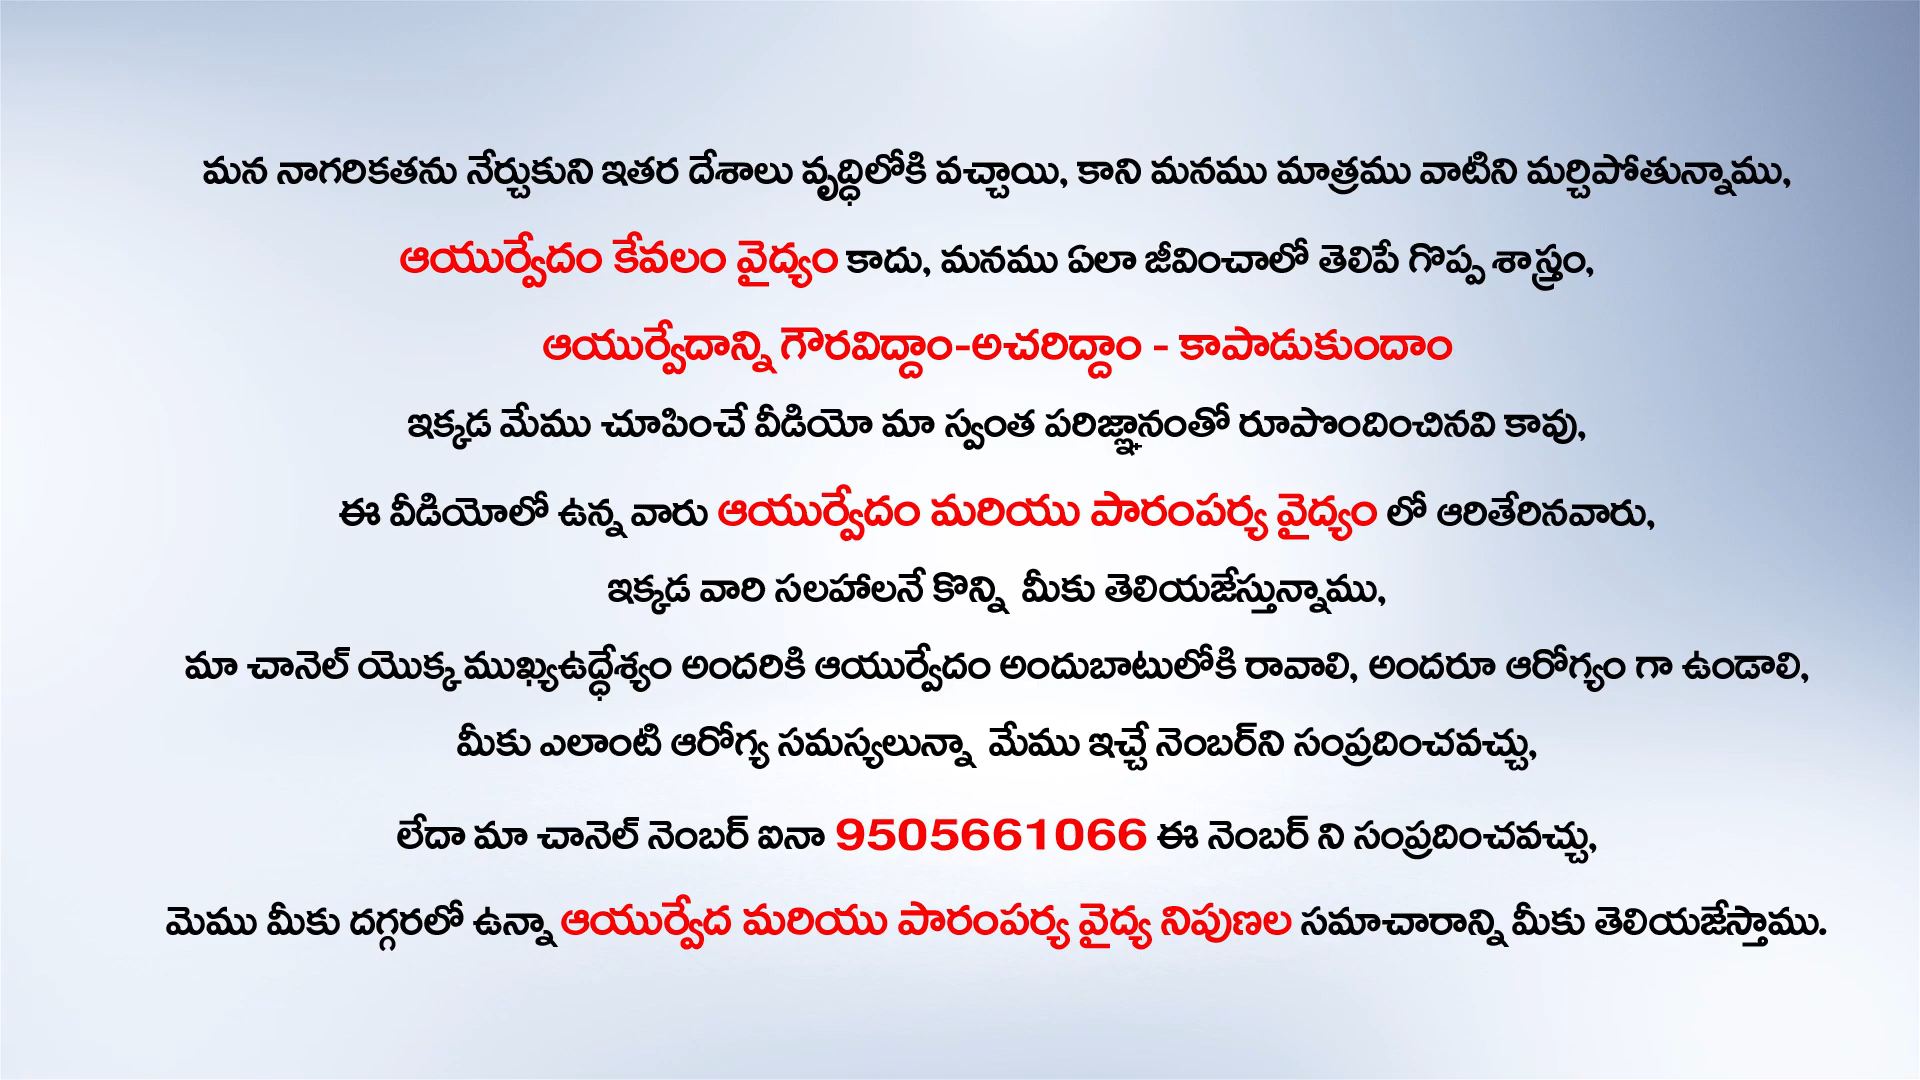 మన నాగరికతను నేర్చుకుని ఇతర దేశాలు వృద్ధిలోకి వచ్చాయి, కాని మనము మాత్రము వాటిని మర్చిపోతున్నాము,
ఆయుర్వేదం కేవలం వైద్యం కాదు, మనము ఏలా జీవించాలో తెలిపే గొప్ప శాస్త్రం,
ఆయుర్వేదాన్ని గౌరవిద్దాం-అచరిద్దాం - కాపాడుకుందాం
ఇక్కడ మేము చూపించే వీడియో మా స్వంత పరిజ్ఞానంతో రూపొందించినవి కావు,
ఈ వీడియోలో ఉన్న వారు ఆయుర్వేదం మరియు పారంపర్య వైద్యం లో ఆరితేరినవారు,
ఇక్కడ వారి సలహాలనే కొన్ని మీకు తెలియజేస్తున్నాము,
మా చానెల్ యొక్క ముఖ్యఉద్ధేశ్యం అందరికి ఆయుర్వేదం అందుబాటులోకి రావాలి, అందరూ ఆరోగ్యం గా ఉండాలి,
మీకు ఎలాంటి ఆరోగ్య సమస్యలున్నా మేము ఇచ్చే నెంబర్‌ని సంప్రదించవచ్చు,
లేదా మా చానెల్ నెంబర్ ఐనా 9505661066 ఈ నెంబర్ ని సంప్రదించవచ్చు,
మెము మీకు దగ్గరలో ఉన్నా ఆయుర్వేద మరియు పారంపర్య వైద్య నిపుణల సమాచారాన్ని మీకు తెలియజేస్తాము.